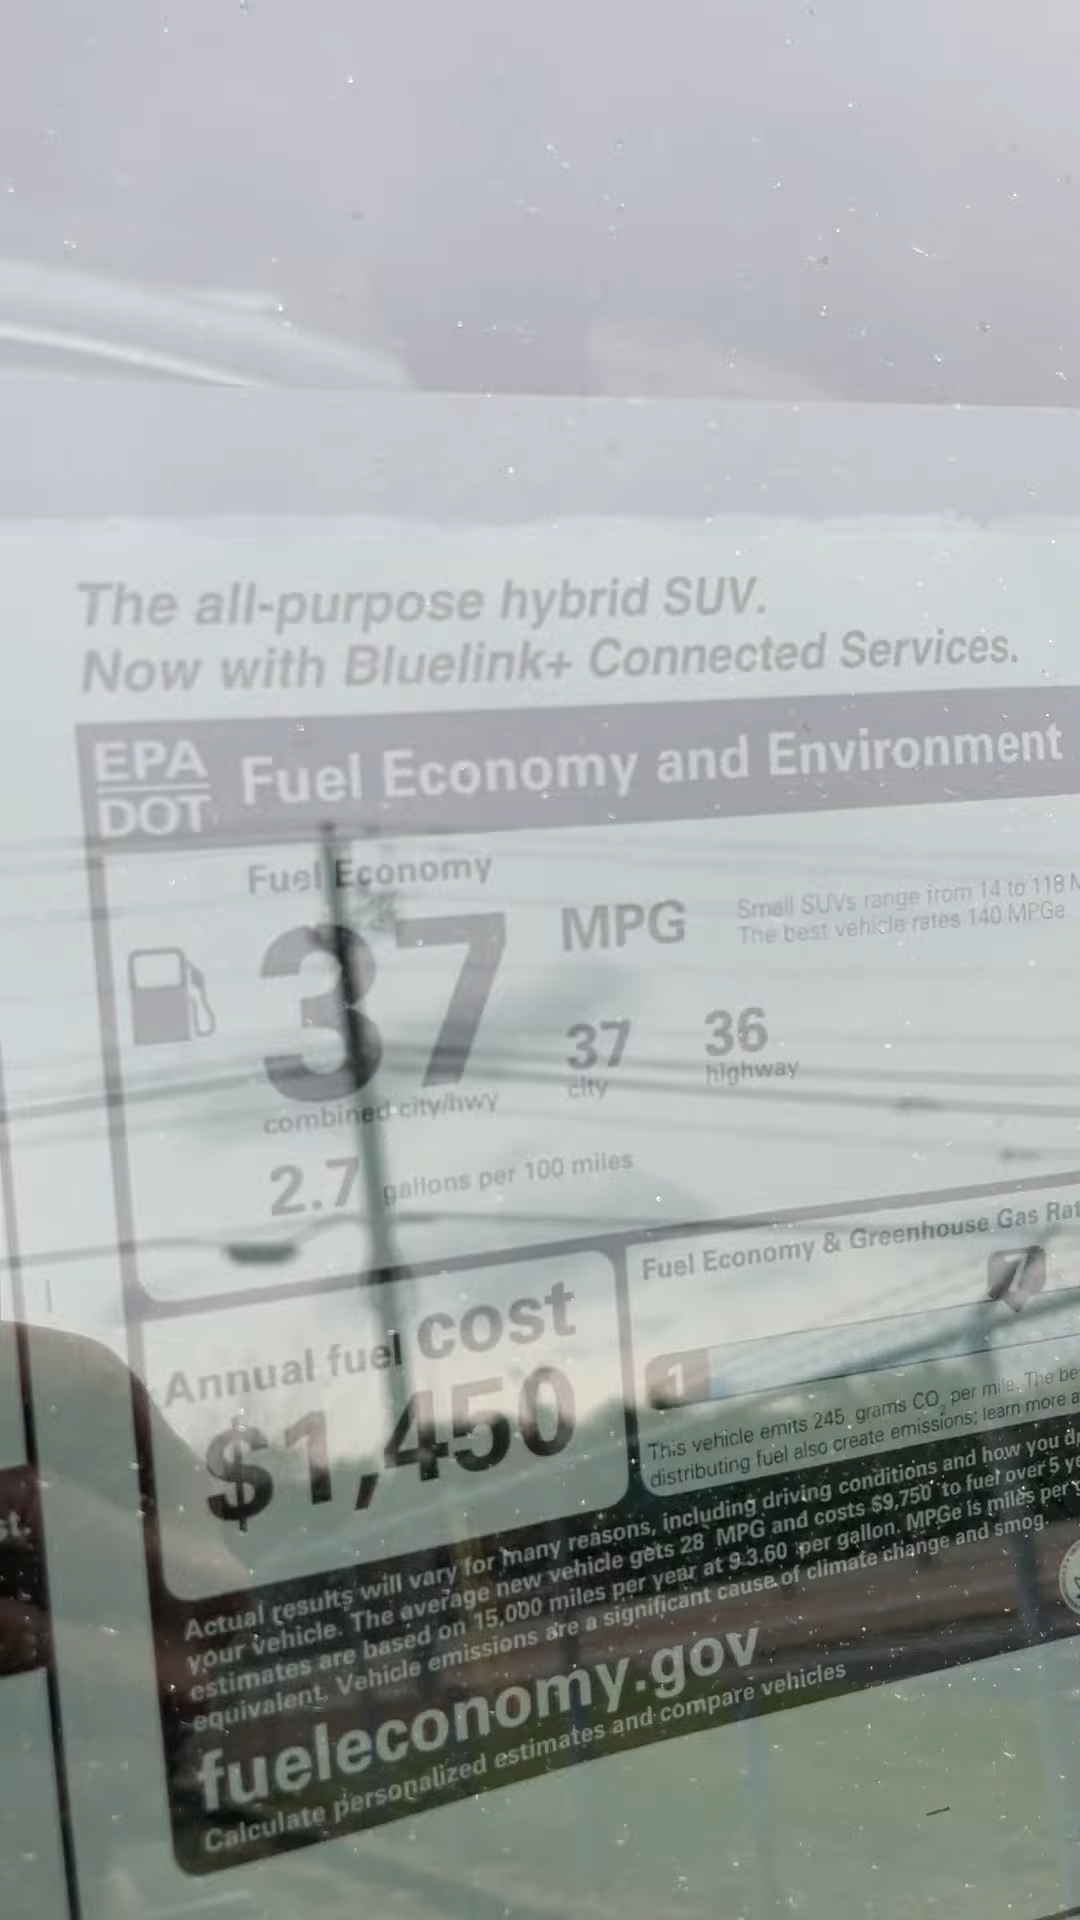 The all-purpose hybrid SUV.
Now with Bluelink+ Connected Services.
EPA
DOT
Fuel Economy and Environment
Fuel Economy
37
MPG
Small SUVs range from 14 to 118 M
The best vehicle rates 140 MPGe
37
city
36
highway
combined city/hwy
2.7 gallons per 100 miles
Annual fuel cost
$1,450
Fuel Economy & Greenhouse Gas Rat
7
1
This vehicle emits 245 grams CO2 per mile. The be
distributing fuel also create emissions; learn more a
Actual results will vary for many reasons, including driving conditions and how you dr
your vehicle. The average new vehicle gets 28 MPG and costs $9,750 to fuel over 5 ye
estimates are based on 15,000 miles per year at $3.60 per gallon. MPGe is miles per g
equivalent. Vehicle emissions are a significant cause of climate change and smog.
fueleconomy.gov
Calculate personalized estimates and compare vehicles
st.